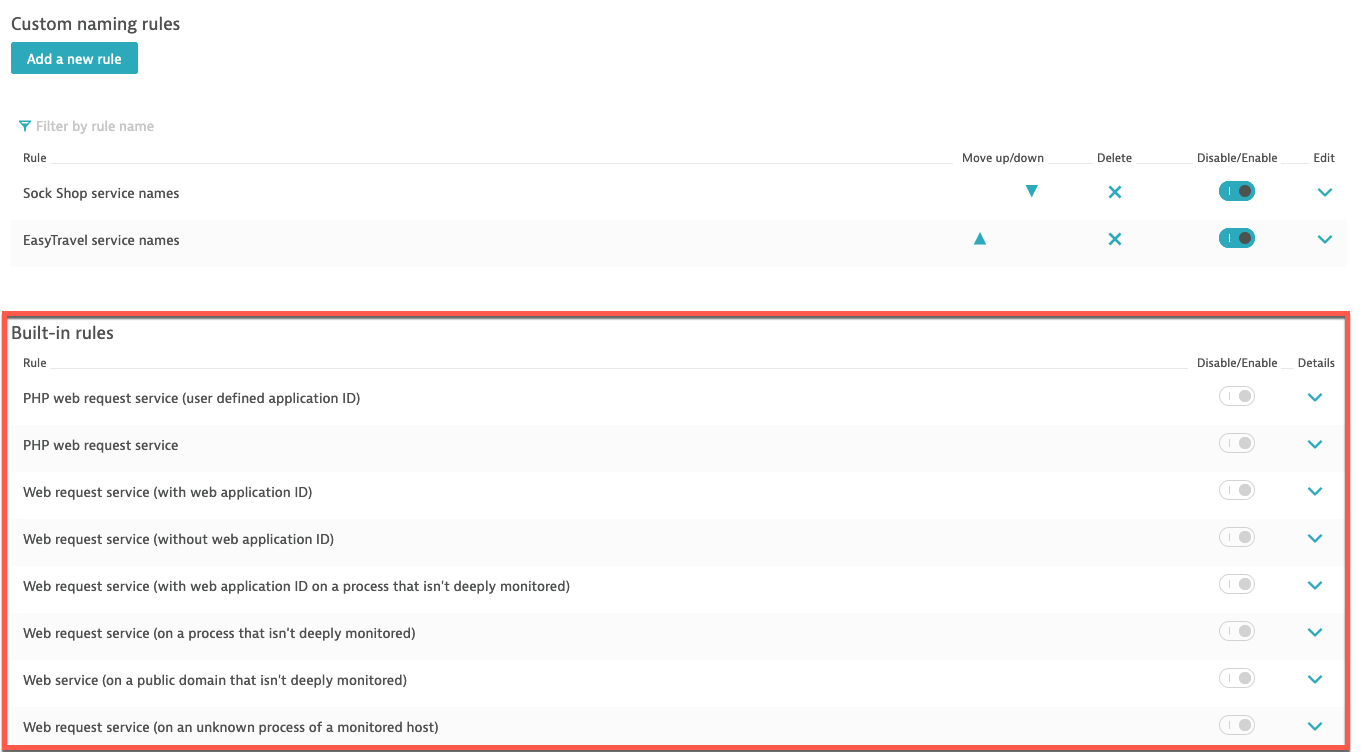 Custom naming rules
Add a new rule
Filter by rule name
Rule Move up/down Delete Disable/Enable Edit
Sock Shop service names
EasyTravel service names
Built-in rules
Rule Disable/Enable Details
PHP web request service (user defined application ID)
PHP web request service
Web request service (with web application ID)
Web request service (without web application ID)
Web request service (with web application ID on a process that isn't deeply monitored)
Web request service (on a process that isn't deeply monitored)
Web service (on a public domain that isn't deeply monitored)
Web request service (on an unknown process of a monitored host)